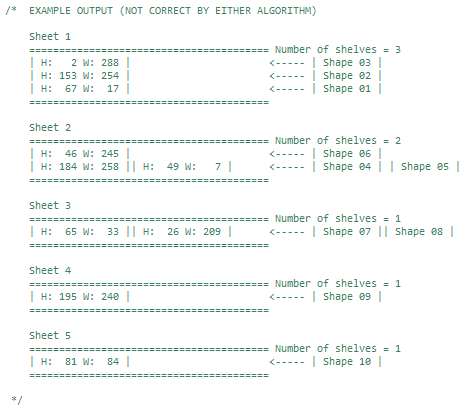 /*  EXAMPLE OUTPUT (NOT CORRECT BY EITHER ALGORITHM)
Sheet 1
======================================== Number of shelves = 3
| H:   2 W: 288 |                       <----- | Shape 03 |
| H: 153 W: 254 |                       <----- | Shape 02 |
| H:  67 W:  17 |                       <----- | Shape 01 |
========================================
Sheet 2
======================================== Number of shelves = 2
| H:  46 W: 245 |                       <----- | Shape 06 |
| H: 184 W: 258 || H:  49 W:   7 |      <----- | Shape 04 | | Shape 05 |
========================================
Sheet 3
======================================== Number of shelves = 1
| H:  65 W:  33 || H:  26 W: 209 |      <----- | Shape 07 || Shape 08 |
========================================
Sheet 4
======================================== Number of shelves = 1
| H: 195 W: 240 |                       <----- | Shape 09 |
========================================
Sheet 5
======================================== Number of shelves = 1
| H:  81 W:  84 |                       <----- | Shape 10 |
========================================
*/